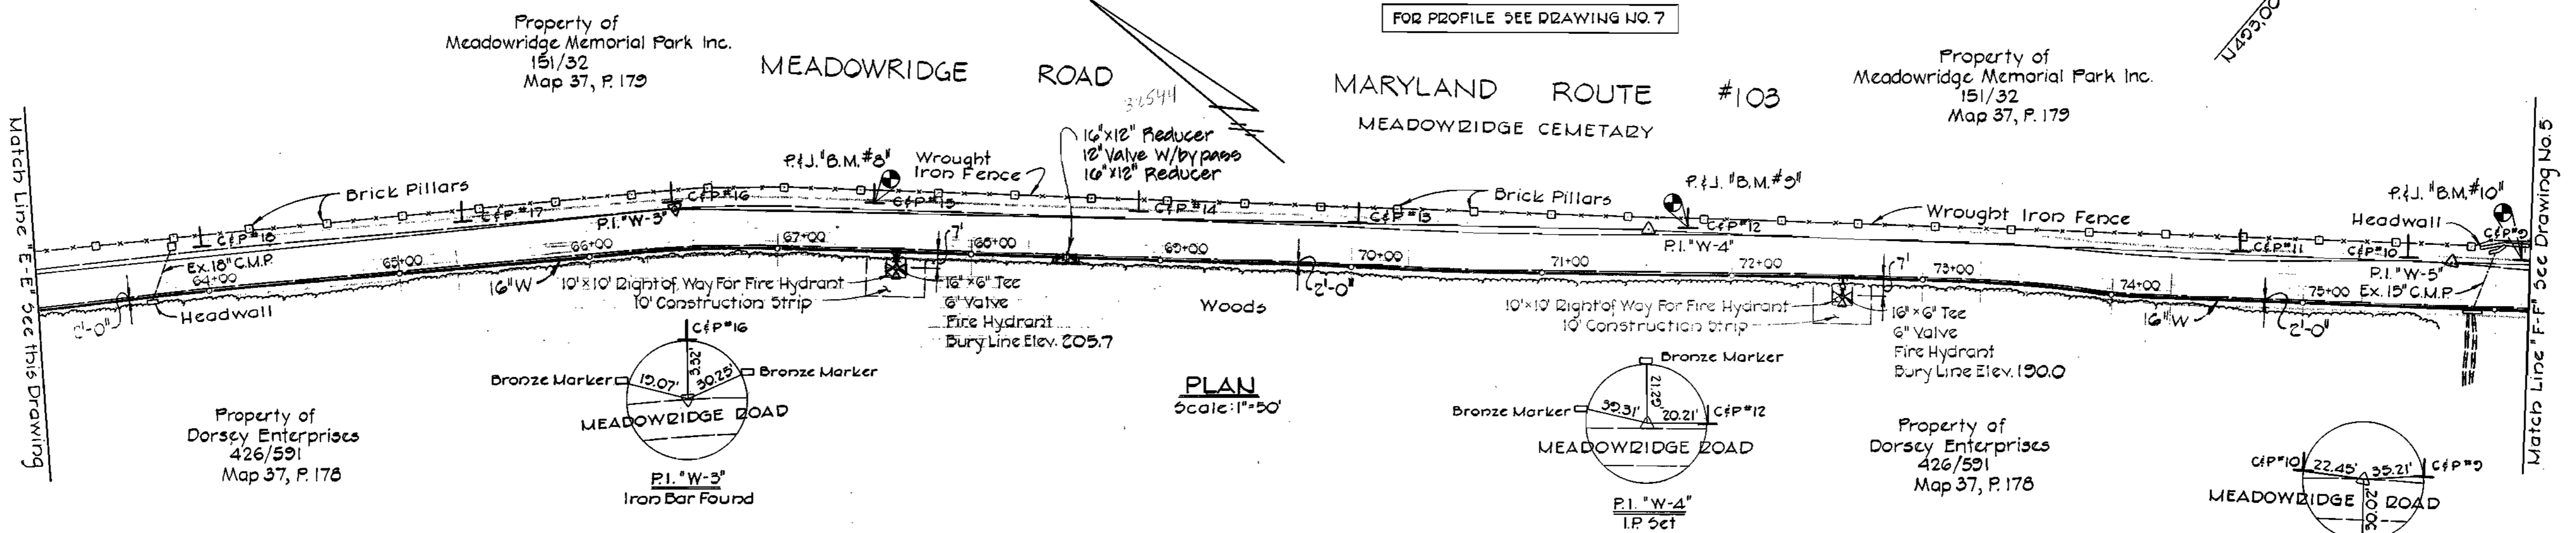 FOR PROFILE SEE DRAWING NO. 7
Property of
Meadowridge Memorial Park Inc.
151/32
Map 37, P. 179
MEADOWRIDGE ROAD
32544
MARYLAND ROUTE #103
MEADOWRIDGE CEMETARY
Property of
Meadowridge Memorial Park Inc.
151/32
Map 37, P. 179
Match Line "E-E" See this Drawing
Brick Pillars
P.&J. "B.M.#8"
Wrought
Iron Fence
16"x12" Reducer
12" Valve W/bypass
16"x12" Reducer
Brick Pillars
P.&J. "B.M.#9"
Wrought Iron Fence
P.&J. "B.M.#10"
Headwall
Match Line "F-F" See Drawing No.5
C&P#18
C&P#17
C&P#16
C&P#15
C&P#14
C&P#13
C&P#12
C&P#11
C&P#10
C&P#9
P.I. "W-3"
P.I. "W-4"
P.I. "W-5"
Ex. 18" C.M.P.
Ex. 15" C.M.P.
64+00
65+00
66+00
67+00
68+00
69+00
70+00
71+00
72+00
73+00
74+00
75+00
2'-0"
Headwall
16"W
10'x10' Right of Way For Fire Hydrant
10' Construction Strip
7'
16"x6" Tee
6" Valve
Fire Hydrant
Bury Line Elev. 205.7
Woods
2'-0"
10'x10' Right of Way For Fire Hydrant
10' Construction Strip
7'
16"x6" Tee
6" Valve
Fire Hydrant
Bury Line Elev. 190.0
16"W
2'-0"
C&P#16
Bronze Marker
19.07'
30.25'
Bronze Marker
MEADOWRIDGE ROAD
P.I. "W-3"
Iron Bar Found
Property of
Dorsey Enterprises
426/591
Map 37, P. 178
PLAN
Scale: 1"=50'
Bronze Marker
21.29'
Bronze Marker
39.31'
20.21'
C&P#12
MEADOWRIDGE ROAD
P.I. "W-4"
I.P. Set
Property of
Dorsey Enterprises
426/591
Map 37, P. 178
C&P#10
22.45'
35.21'
C&P#9
MEADOWRIDGE ROAD
30.02'